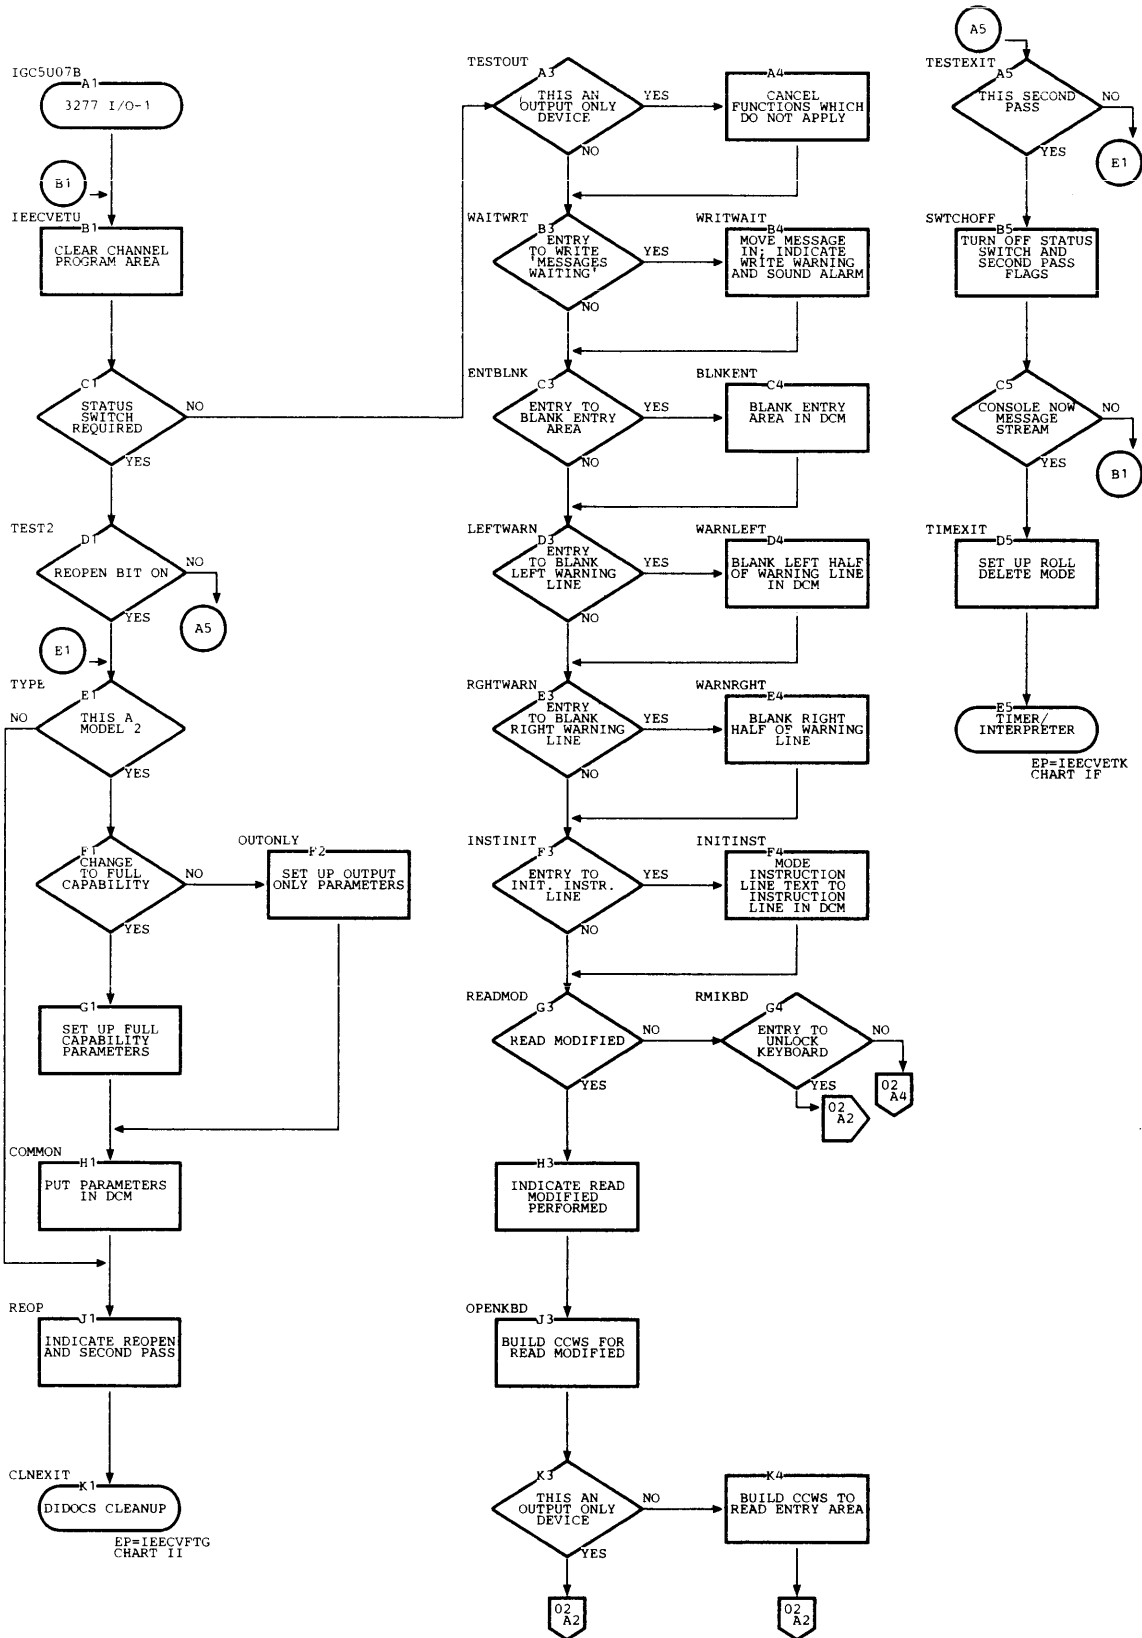 IGC5U07B
A1
3277 I/O-1
B1
IEECVETU
B1
CLEAR CHANNEL
PROGRAM AREA
C1
STATUS
SWITCH
REQUIRED
NO
YES
TEST2
D1
REOPEN BIT ON
NO
YES
A5
E1
TYPE
E1
NO
THIS A
MODEL 2
YES
F1
CHANGE
TO FULL
CAPABILITY
NO
YES
OUTONLY
F2
SET UP OUTPUT
ONLY PARAMETERS
G1
SET UP FULL
CAPABILITY
PARAMETERS
COMMON
H1
PUT PARAMETERS
IN DCM
REOP
J1
INDICATE REOPEN
AND SECOND PASS
CLNEXIT
K1
DIDOCS CLEANUP
EP=IEECVFTG
CHART II
TESTOUT
A3
THIS AN
OUTPUT ONLY
DEVICE
YES
NO
A4
CANCEL
FUNCTIONS WHICH
DO NOT APPLY
WAITWRT
B3
ENTRY
TO WRITE
'MESSAGES
WAITING'
YES
NO
WRITWAIT
B4
MOVE MESSAGE
IN; INDICATE
WRITE WARNING
AND SOUND ALARM
ENTBLNK
C3
ENTRY TO
BLANK ENTRY
AREA
YES
NO
BLNKENT
C4
BLANK ENTRY
AREA IN DCM
LEFTWARN
D3
ENTRY
TO BLANK
LEFT WARNING
LINE
YES
NO
WARNLEFT
D4
BLANK LEFT HALF
OF WARNING LINE
IN DCM
RGHTWARN
E3
ENTRY
TO BLANK
RIGHT WARNING
LINE
YES
NO
WARNRGHT
E4
BLANK RIGHT
HALF OF WARNING
LINE
INSTINIT
F3
ENTRY TO
INIT. INSTR.
LINE
YES
NO
INITINST
F4
MODE
INSTRUCTION
LINE TEXT TO
INSTRUCTION
LINE IN DCM
READMOD
G3
READ MODIFIED
NO
YES
RMIKBD
G4
ENTRY TO
UNLOCK
KEYBOARD
NO
YES
02
A4
02
A2
H3
INDICATE READ
MODIFIED
PERFORMED
OPENKBD
J3
BUILD CCWS FOR
READ MODIFIED
K3
THIS AN
OUTPUT ONLY
DEVICE
NO
YES
K4
BUILD CCWS TO
READ ENTRY AREA
02
A2
02
A2
A5
TESTEXIT
A5
THIS SECOND
PASS
NO
YES
E1
SWTCHOFF
B5
TURN OFF STATUS
SWITCH AND
SECOND PASS
FLAGS
C5
CONSOLE NOW
MESSAGE
STREAM
NO
YES
B1
TIMEXIT
D5
SET UP ROLL
DELETE MODE
E5
TIMER/
INTERPRETER
EP=IEECVETK
CHART IF